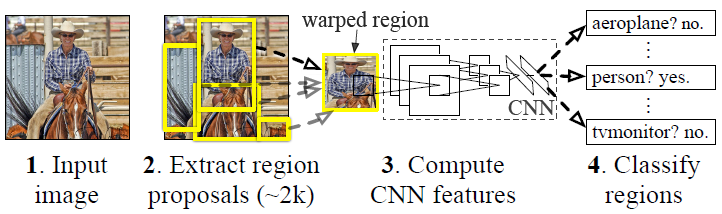 warped region
aeroplane? no.
person? yes.
tvmonitor? no.
CNN
1. Input
image
2. Extract region
proposals (~2k)
3. Compute
CNN features
4. Classify
regions